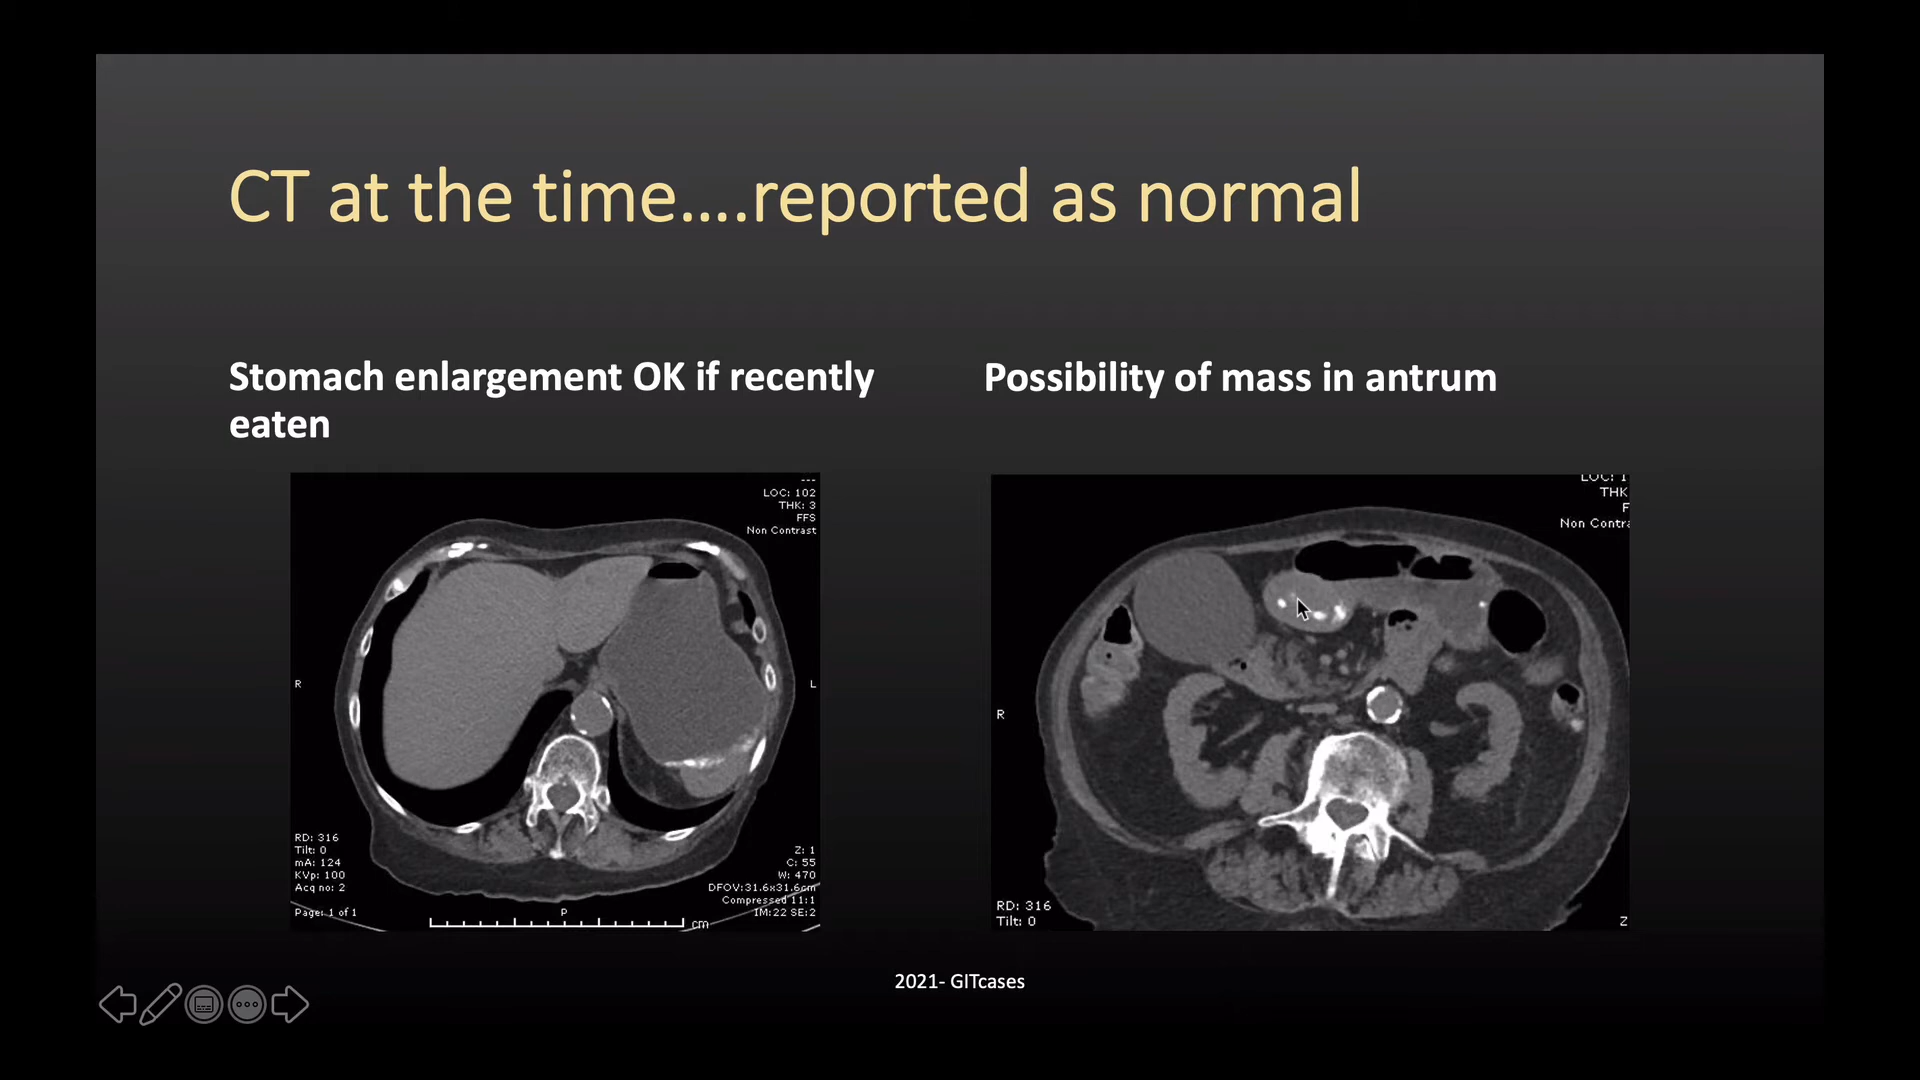 CT at the time....reported as normal
Stomach enlargement OK if recently
eaten
Possibility of mass in antrum
---
LOC: 102
THK: 3
FFS
Non Contrast
R
L
RD: 316
Tilt: 0
mA: 124
KVp: 100
Acq no: 2
Page: 1 of 1
P
cm
Z: 1
C: 55
W: 470
DFOV:31.6x31.6cm
Compressed 11:1
IM:22 SE:2
LOC: 1
THK
F
Non Contra
R
RD: 316
Tilt: 0
Z
2021- GITcases